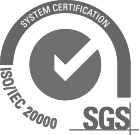 SYSTEM CERTIFICATION
ISO/IEC 20000
SGS